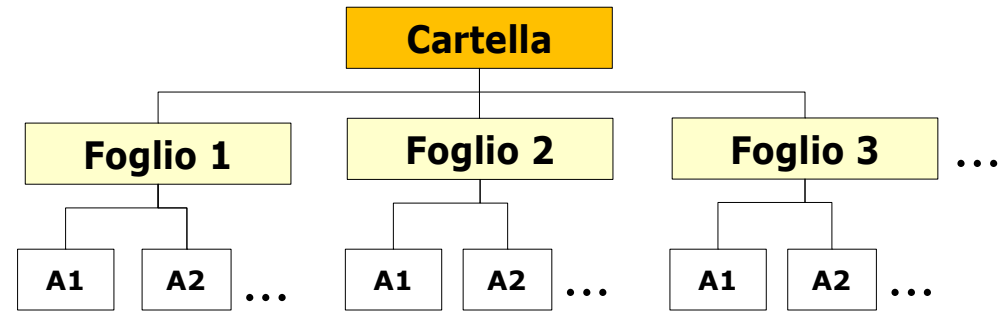 Cartella
Foglio 1 Foglio 2 Foglio 3 ...
A1 A2 ... A1 A2 ... A1 A2 ...